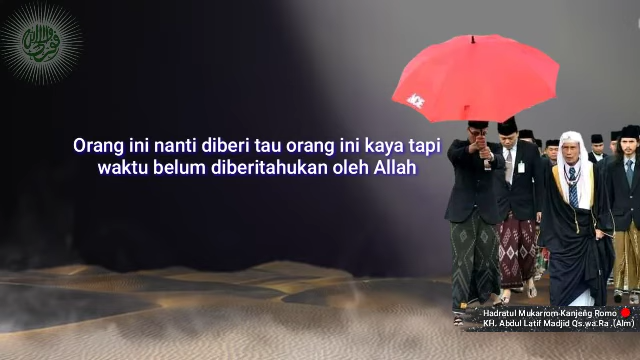 ACE
Orang ini nanti diberi tau orang ini kaya tapi
waktu belum diberitahukan oleh Allah
Hadratul Mukarrom Kanjeng Romo
KH. Abdul Latif Madjid Qs.wa.Ra .(Alm)